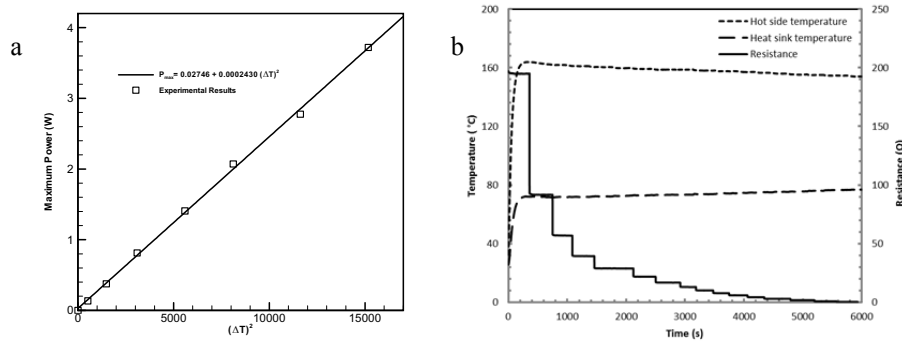 a
Maximum Power (W)
4
3
2
1
0
0
5000
10000
15000
(ΔT)²
Pmax= 0.02746 + 0.0002430 (ΔT)²
Experimental Results
b
Temperature ( °C)
200
160
120
80
40
0
0
1000
2000
3000
4000
5000
6000
Time (s)
Hot side temperature
Heat sink temperature
Resistance
250
200
150
100
50
0
Resistance (Ω)